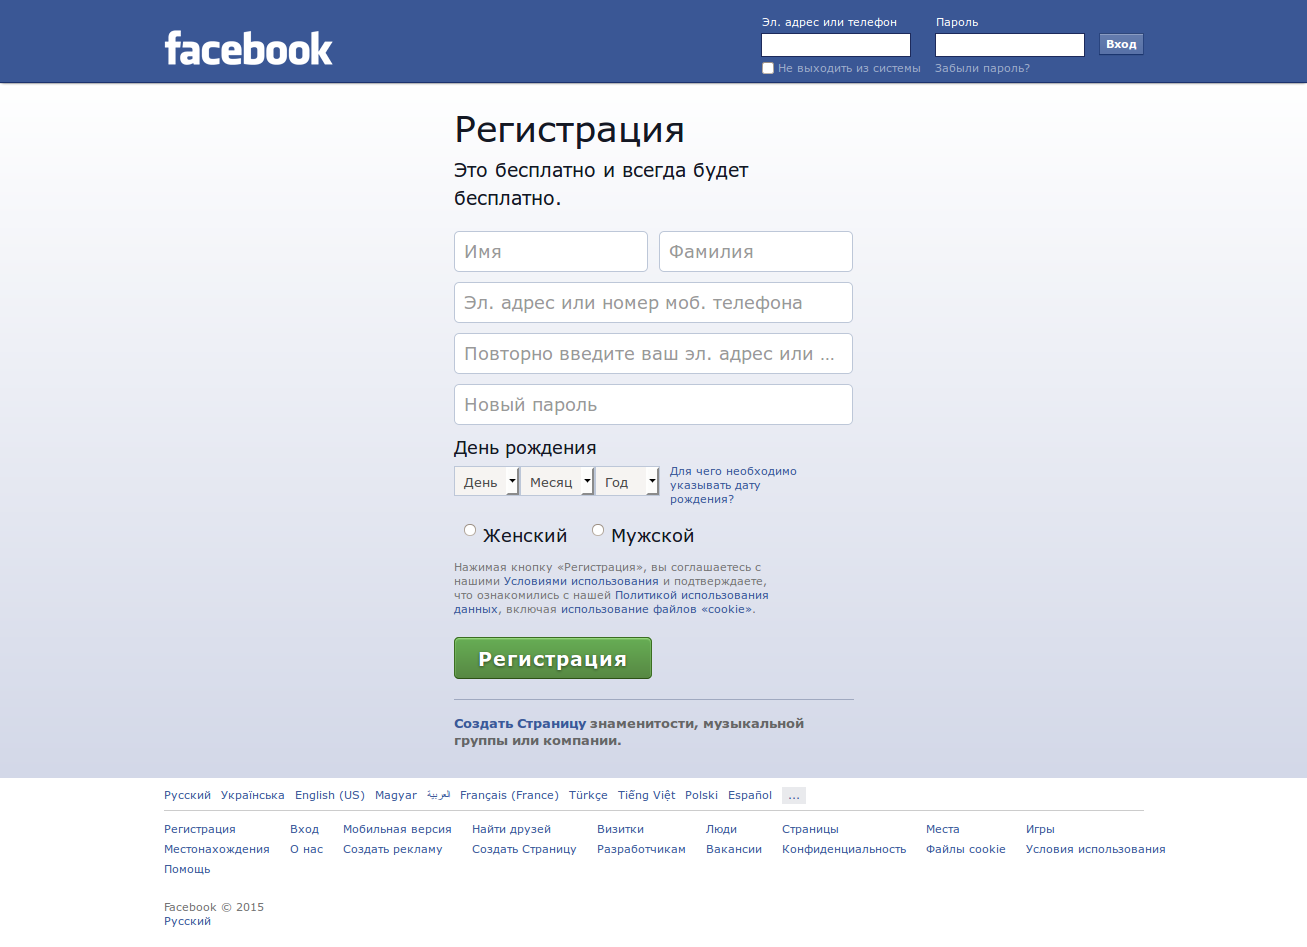 facebook
Эл. адрес или телефон
Пароль
Вход
Не выходить из системы
Забыли пароль?
Регистрация
Это бесплатно и всегда будет
бесплатно.
Имя
Фамилия
Эл. адрес или номер моб. телефона
Повторно введите ваш эл. адрес или ...
Новый пароль
День рождения
День
Месяц
Год
Для чего необходимо
указывать дату
рождения?
Женский
Мужской
Нажимая кнопку «Регистрация», вы соглашаетесь с
нашими Условиями использования и подтверждаете,
что ознакомились с нашей Политикой использования
данных, включая использование файлов «cookie».
Регистрация
Создать Страницу знаменитости, музыкальной
группы или компании.
Русский Українська English (US) Magyar العربية Français (France) Türkçe Tiếng Việt Polski Español ...
Регистрация Вход Мобильная версия Найти друзей Визитки Люди Страницы Места Игры
Местонахождения О нас Создать рекламу Создать Страницу Разработчикам Вакансии Конфиденциальность Файлы cookie Условия использования
Помощь
Facebook © 2015
Русский